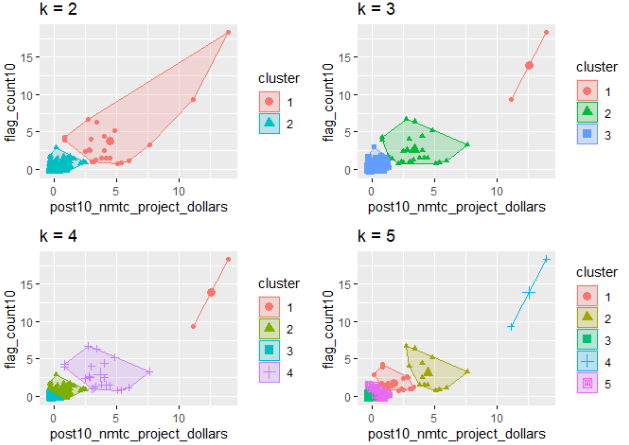 k = 2
flag_count10
15
10
5
0
0
5
10
post10_nmtc_project_dollars
cluster
1
2
k = 3
flag_count10
15
10
5
0
0
5
10
post10_nmtc_project_dollars
cluster
1
2
3
k = 4
flag_count10
15
10
5
0
0
5
10
post10_nmtc_project_dollars
cluster
1
2
3
4
k = 5
flag_count10
15
10
5
0
0
5
10
post10_nmtc_project_dollars
cluster
1
2
3
4
5